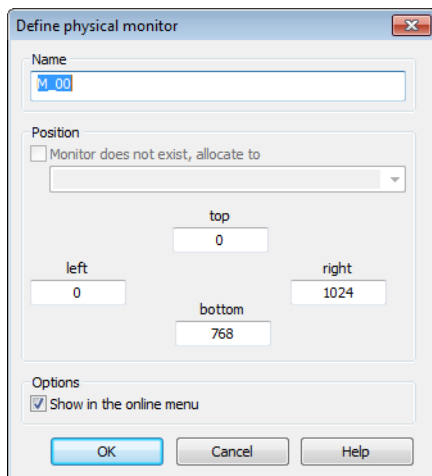 Define physical monitor
Name
M_00
Position
Monitor does not exist, allocate to
top
0
left
right
0
1024
bottom
768
Options
Show in the online menu
OK
Cancel
Help